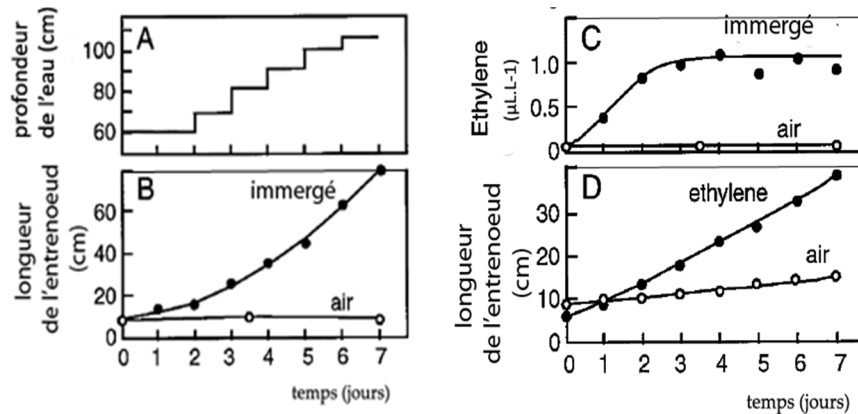 A
profondeur
de l'eau (cm)
100
80
60
B
immergé
air
longueur
de l'entrenoeud
(cm)
60
40
20
0
0 1 2 3 4 5 6 7
temps (jours)
C
immergé
air
Ethylene
(µL.L-1)
1.0
0.5
0
D
ethylene
air
longueur
de l'entrenoeud
(cm)
30
20
10
0
0 1 2 3 4 5 6 7
temps (jours)